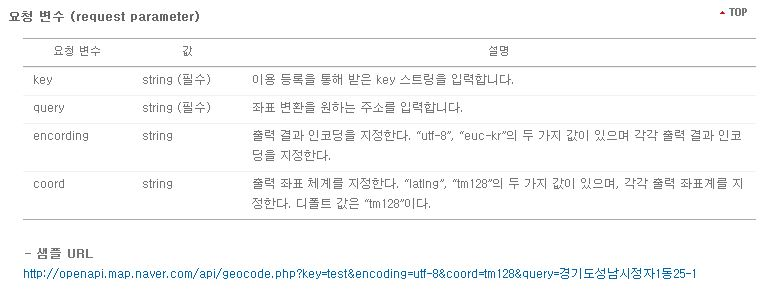 요청 변수 (request parameter)
TOP
요청 변수 값 설명
key string (필수) 이용 등록을 통해 받은 key 스트링을 입력합니다.
query string (필수) 좌표 변환을 원하는 주소를 입력합니다.
encording string 출력 결과 인코딩을 지정한다. “utf-8”, “euc-kr”의 두 가지 값이 있으며 각각 출력 결과 인코
딩을 지정한다.
coord string 출력 좌표 체계를 지정한다. “latlng”, “tm128”의 두 가지 값이 있으며, 각각 출력 좌표계를 지
정한다. 디폴트 값은 “tm128”이다.
- 샘플 URL
http://openapi.map.naver.com/api/geocode.php?key=test&encoding=utf-8&coord=tm128&query=경기도성남시정자1동25-1